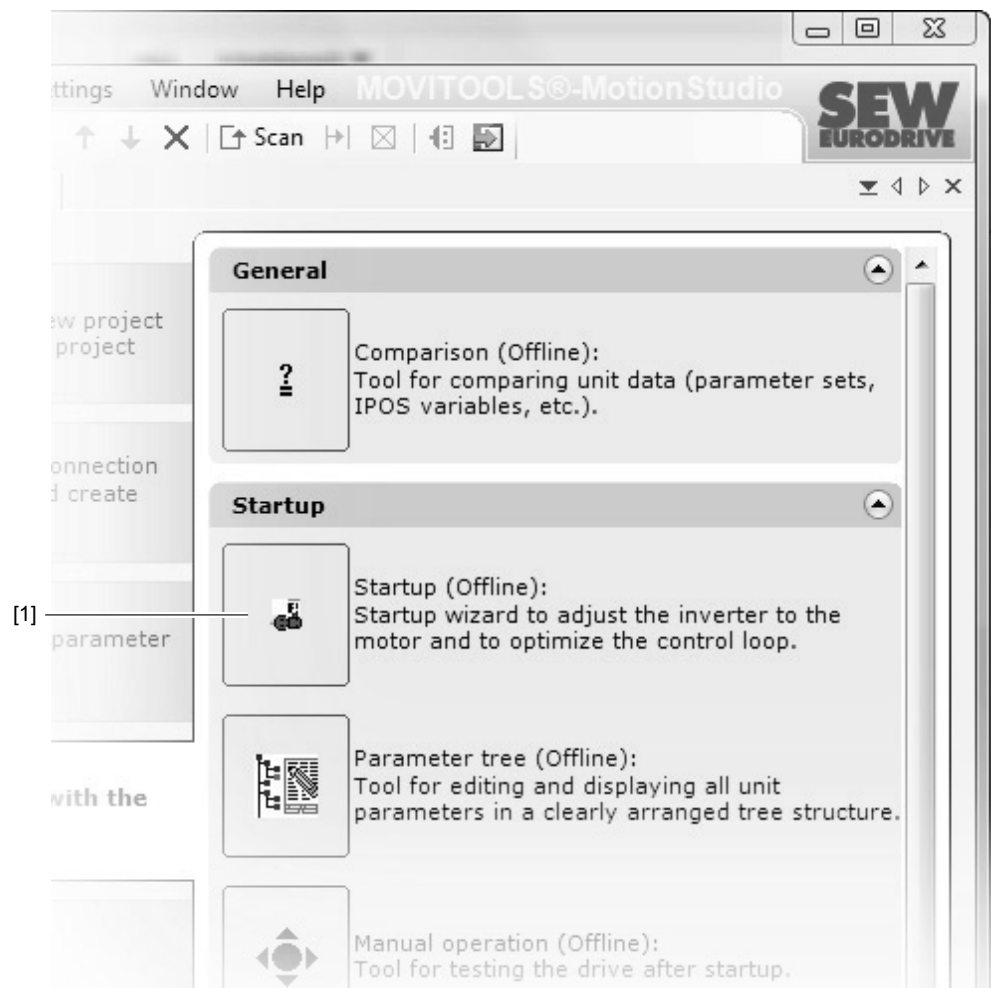 ttings Window Help MOVITOOLS®-MotionStudio
SEW
EURODRIVE
Scan
General
ew project
project
?
Comparison (Offline):
Tool for comparing unit data (parameter sets,
IPOS variables, etc.).
onnection
d create
Startup
[1]
Startup (Offline):
Startup wizard to adjust the inverter to the
motor and to optimize the control loop.
parameter
Parameter tree (Offline):
Tool for editing and displaying all unit
parameters in a clearly arranged tree structure.
with the
Manual operation (Offline):
Tool for testing the drive after startup.